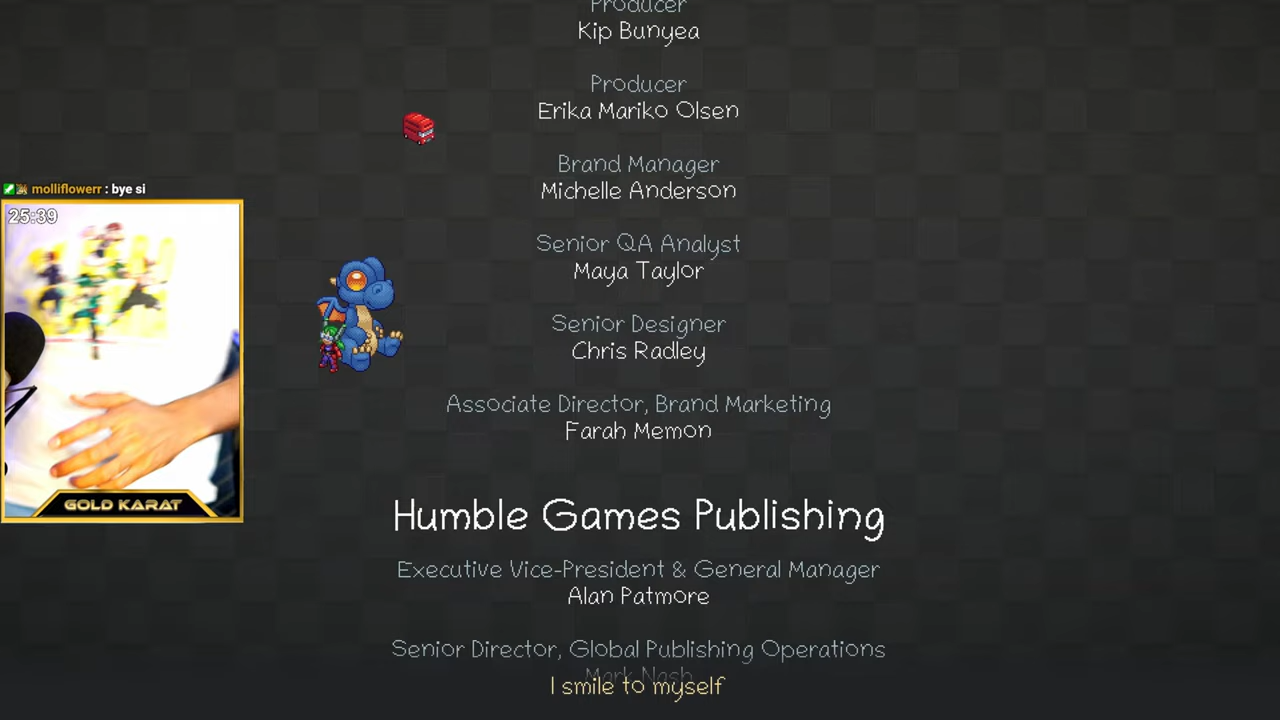 Producer
Kip Bunyea
Producer
Erika Mariko Olsen
Brand Manager
Michelle Anderson
molliflowerr : bye si
25:39
Senior QA Analyst
Maya Taylor
Senior Designer
Chris Radley
Associate Director, Brand Marketing
Farah Memon
GOLD KARAT
Humble Games Publishing
Executive Vice-President & General Manager
Alan Patmore
Senior Director, Global Publishing Operations
Mark Nash
I smile to myself